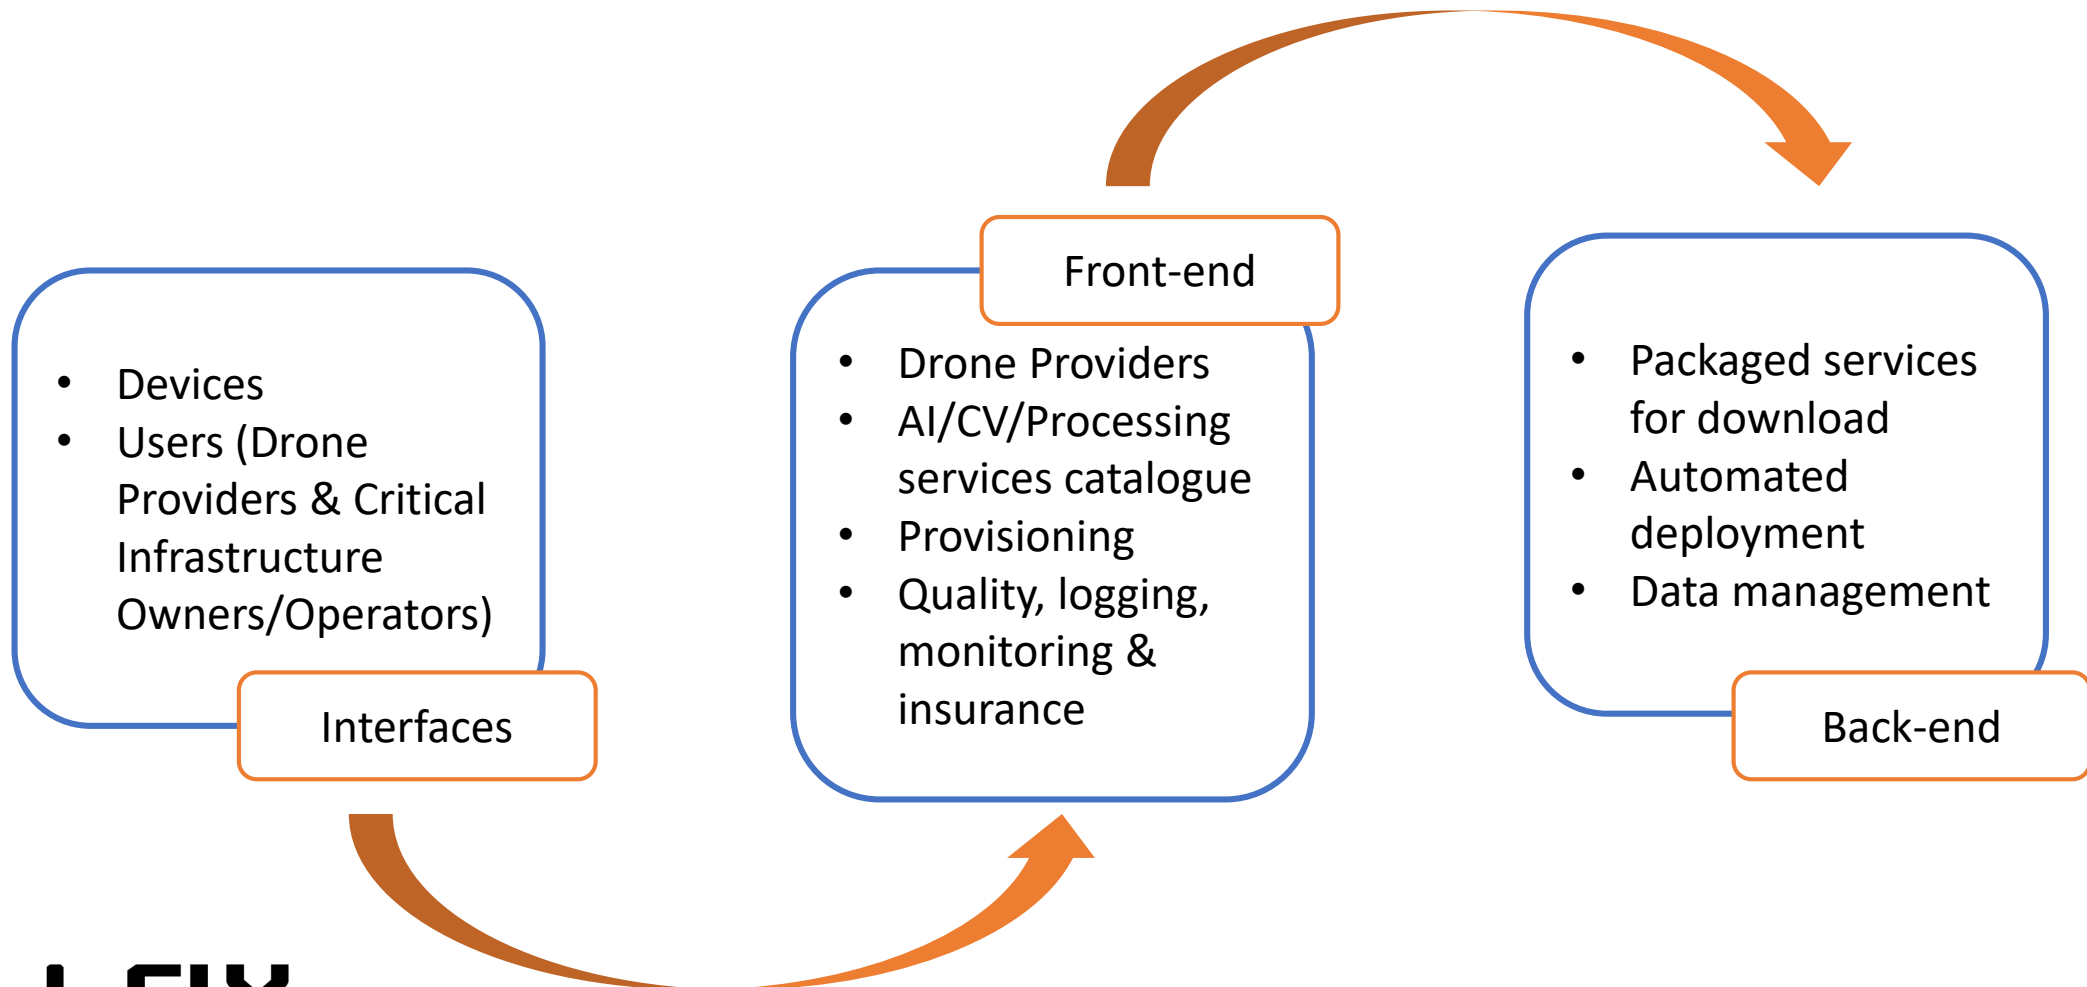 • Devices
• Users (Drone
Providers & Critical
Infrastructure
Owners/Operators)
Interfaces
Front-end
• Drone Providers
• AI/CV/Processing
services catalogue
• Provisioning
• Quality, logging,
monitoring &
insurance
• Packaged services
for download
• Automated
deployment
• Data management
Back-end